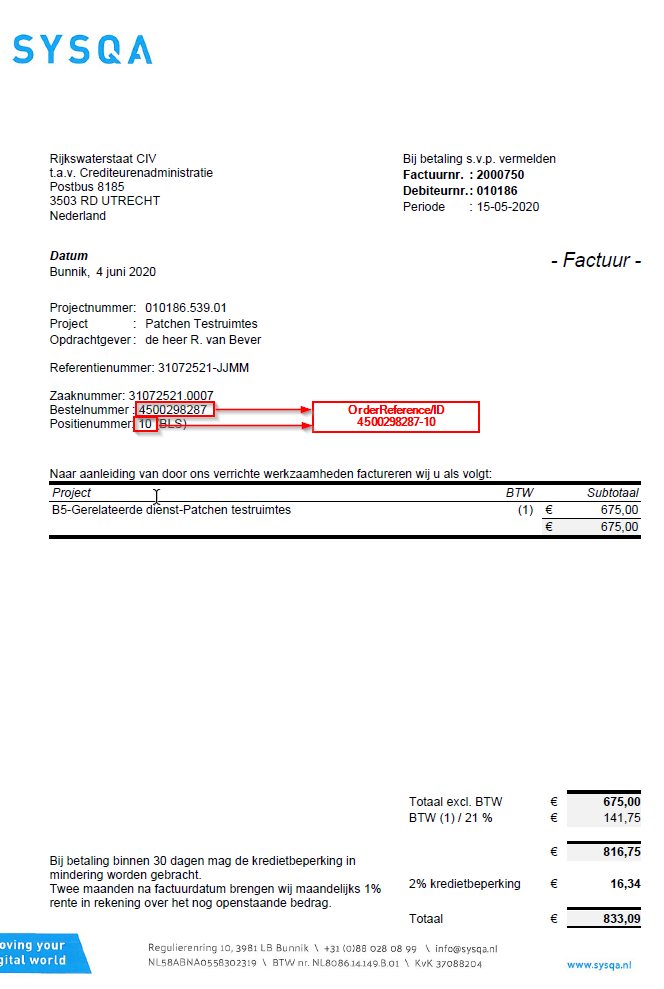 SYSQA
Rijkswaterstaat CIV
t.a.v. Crediteurenadministratie
Postbus 8185
3503 RD UTRECHT
Nederland
Bij betaling s.v.p. vermelden
Factuurnr. : 2000750
Debiteurnr.: 010186
Periode : 15-05-2020
Datum
Bunnik, 4 juni 2020
- Factuur -
Projectnummer: 010186.539.01
Project : Patchen Testruimtes
Opdrachtgever: de heer R. van Bever
Referentienummer: 31072521-JJMM
Zaaknummer: 31072521.0007
Bestelnummer : 4500298287
Positienummer: 10 (BLS)
OrderReference/ID
4500298287-10
Naar aanleiding van door ons verrichte werkzaamheden factureren wij u als volgt:
Project BTW Subtotaal
B5-Gerelateerde dienst-Patchen testruimtes (1) € 675,00
€ 675,00
Totaal excl. BTW € 675,00
BTW (1) / 21 % € 141,75
€ 816,75
Bij betaling binnen 30 dagen mag de kredietbeperking in
mindering worden gebracht.
Twee maanden na factuurdatum brengen wij maandelijks 1%
rente in rekening over het nog openstaande bedrag.
2% kredietbeperking € 16,34
Totaal € 833,09
oving your
gital world
Regulierenring 10, 3981 LB Bunnik \ +31 (0)88 028 08 99 \ info@sysqa.nl
NL58ABNA0558302319 \ BTW nr. NL8086.14.149.B.01 / KvK 37088204
www.sysqa.nl